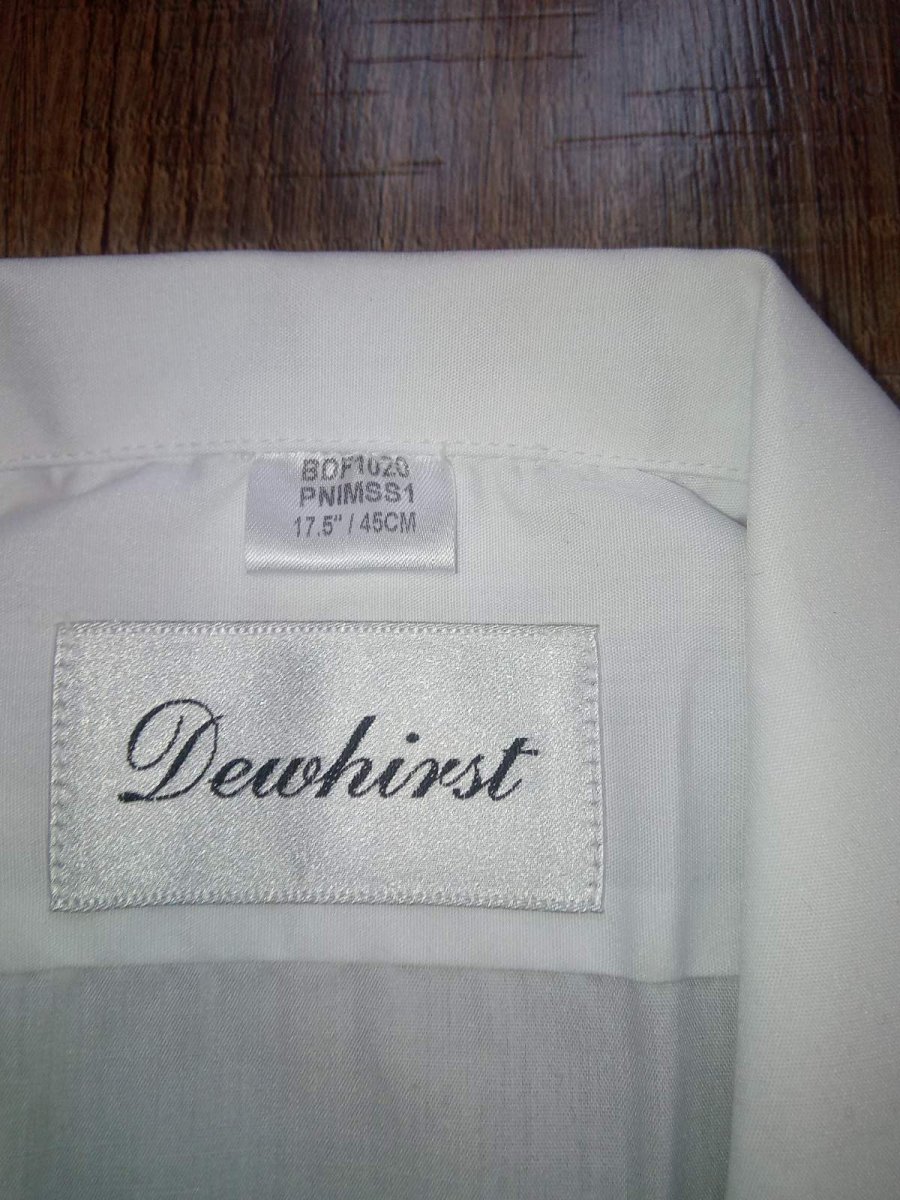 BDF1020
PNIMSS1
17.5" / 45CM
Dewhirst